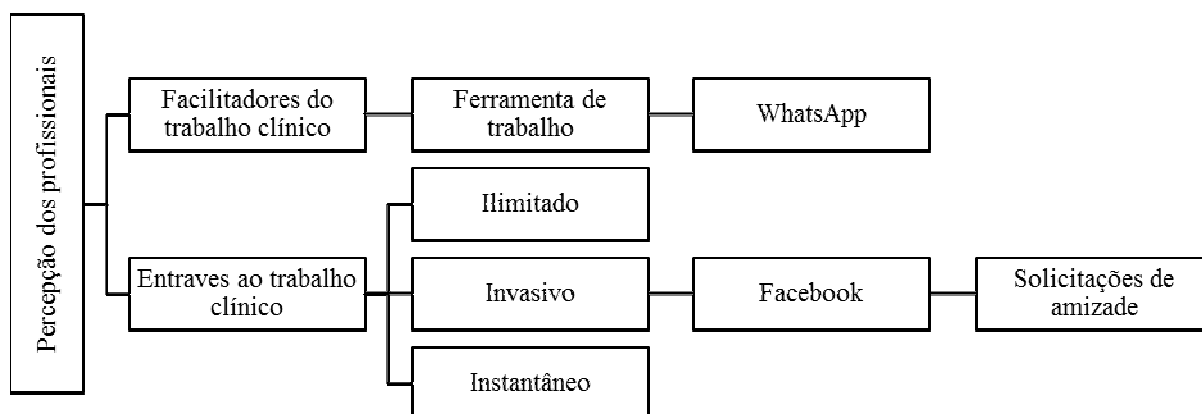 Percepção dos profissionais
Facilitadores do
trabalho clínico
Ferramenta de
trabalho
WhatsApp
Ilimitado
Entraves ao trabalho
clínico
Invasivo
Facebook
Solicitações de
amizade
Instantâneo